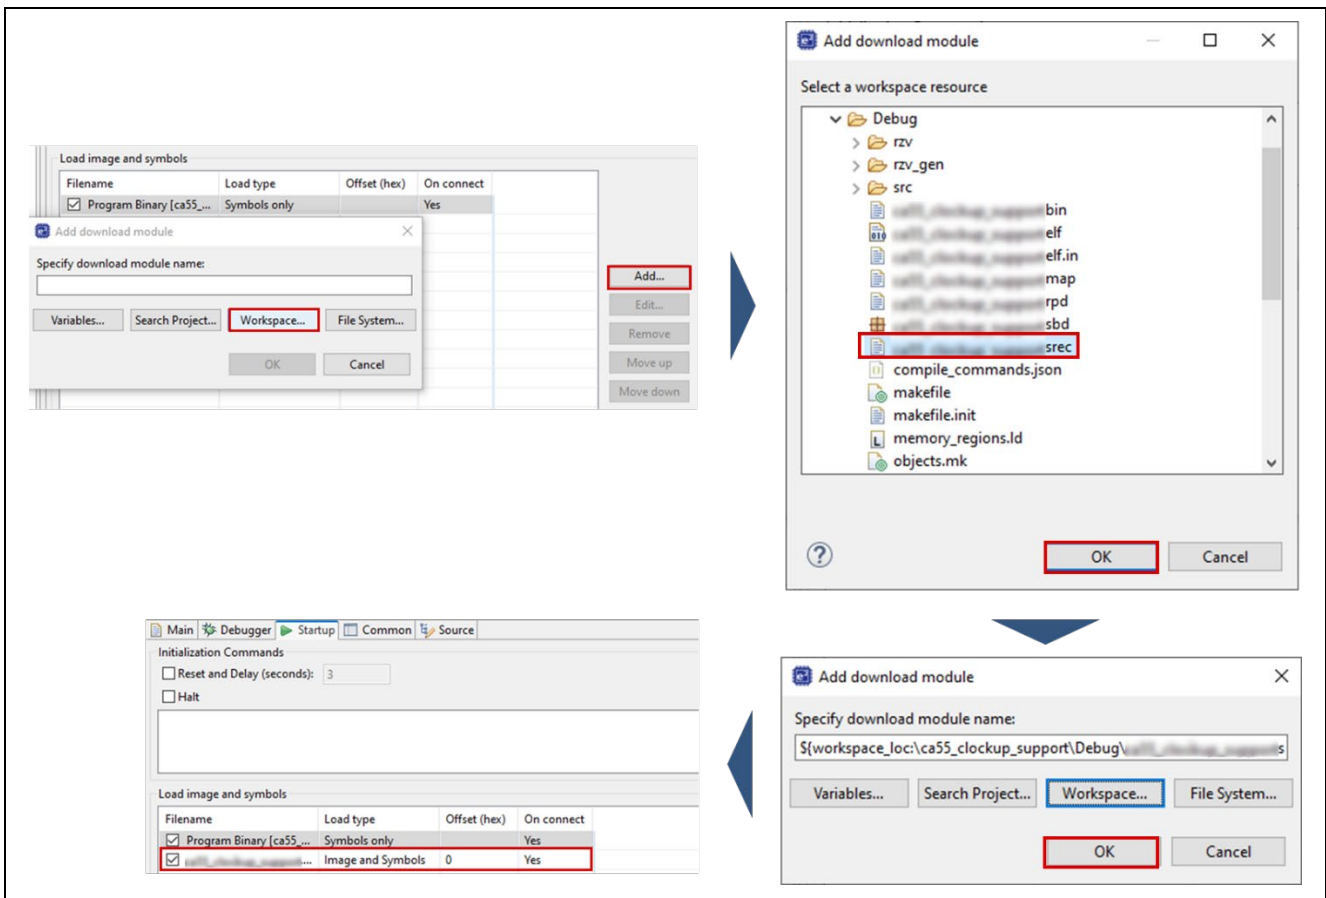 Load image and symbols
Filename Load type Offset (hex) On connect
Program Binary [ca55_... Symbols only Yes
Add download module
Specify download module name:
Variables... Search Project... Workspace... File System...
OK Cancel
Add...
Edit...
Remove
Move up
Move down
Add download module
Select a workspace resource
Debug
rzv
rzv_gen
src
bin
elf
elf.in
map
rpd
sbd
srec
compile_commands.json
makefile
makefile.init
memory_regions.ld
objects.mk
OK Cancel
Add download module
Specify download module name:
${workspace_loc:\ca55_clockup_support\Debug\ s
Variables... Search Project... Workspace... File System...
OK Cancel
Main Debugger Startup Common Source
Initialization Commands
Reset and Delay (seconds): 3
Halt
Load image and symbols
Filename Load type Offset (hex) On connect
Program Binary [ca55_... Symbols only Yes
... Image and Symbols 0 Yes